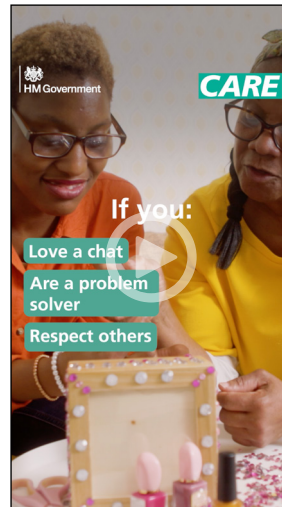 HM Government
CARE
If you:
Love a chat
Are a problem
solver
Respect others